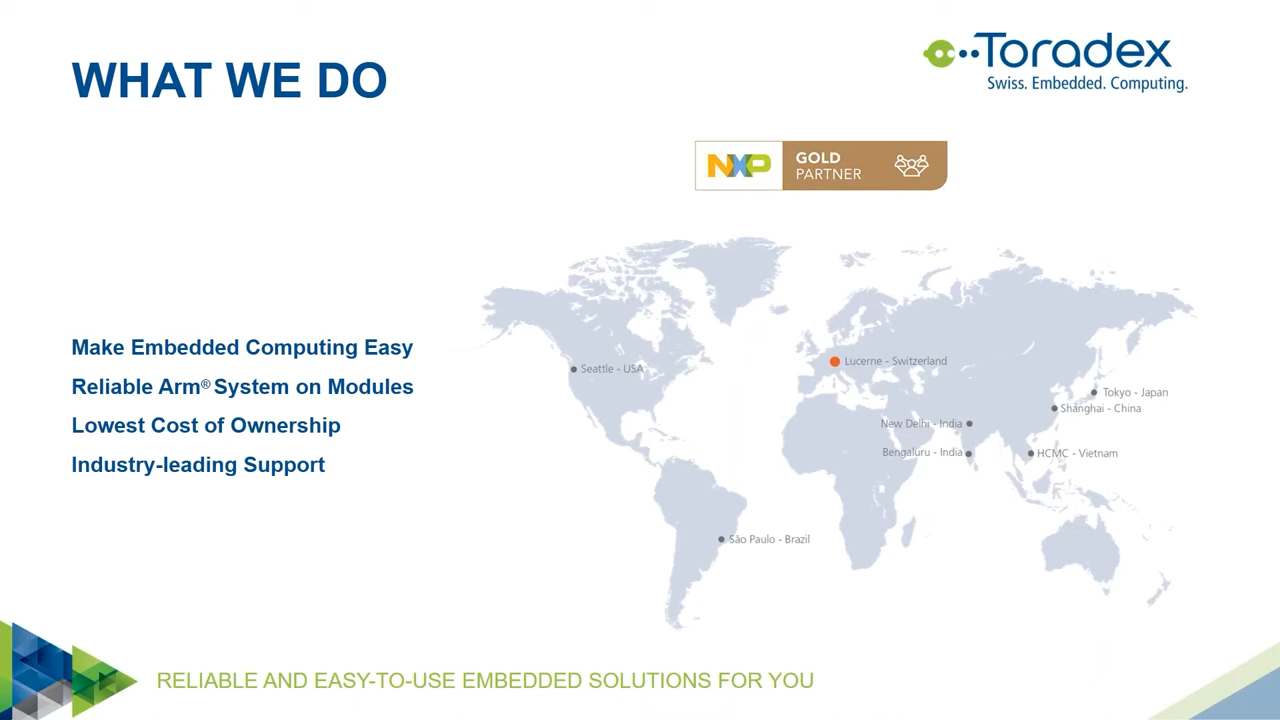 WHAT WE DO
Toradex
Swiss. Embedded. Computing.
NXP
GOLD
PARTNER
Make Embedded Computing Easy
Reliable Arm® System on Modules
Lowest Cost of Ownership
Industry-leading Support
Seattle - USA
Lucerne - Switzerland
Tokyo - Japan
Shanghai - China
New Delhi - India
Bengaluru - India
HCMC - Vietnam
São Paulo - Brazil
RELIABLE AND EASY-TO-USE EMBEDDED SOLUTIONS FOR YOU